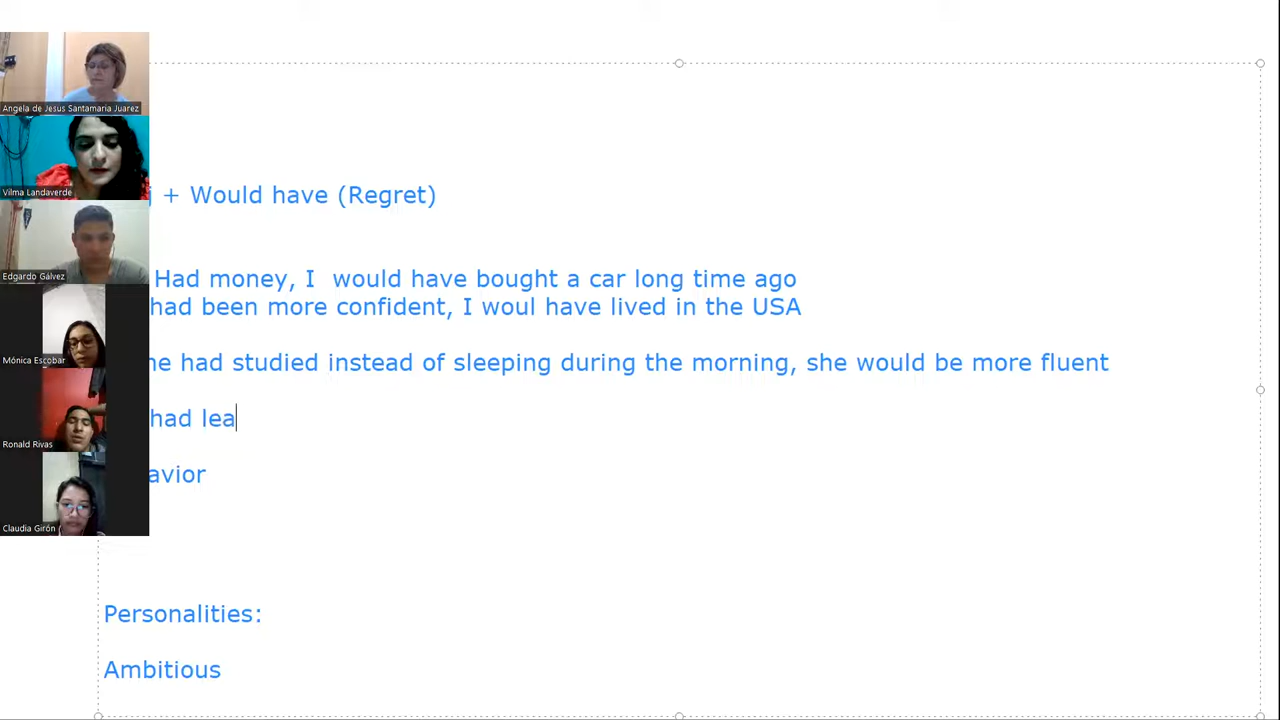 Angela de Jesus Santamaria Juarez
Vilma Landaverde
+ Would have (Regret)
Edgardo Gálvez
Had money, I  would have bought a car long time ago
had been more confident, I woul have lived in the USA
Mónica Escobar
he had studied instead of sleeping during the morning, she would be more fluent
had lea
Ronald Rivas
avior
Claudia Girón
Personalities:
Ambitious